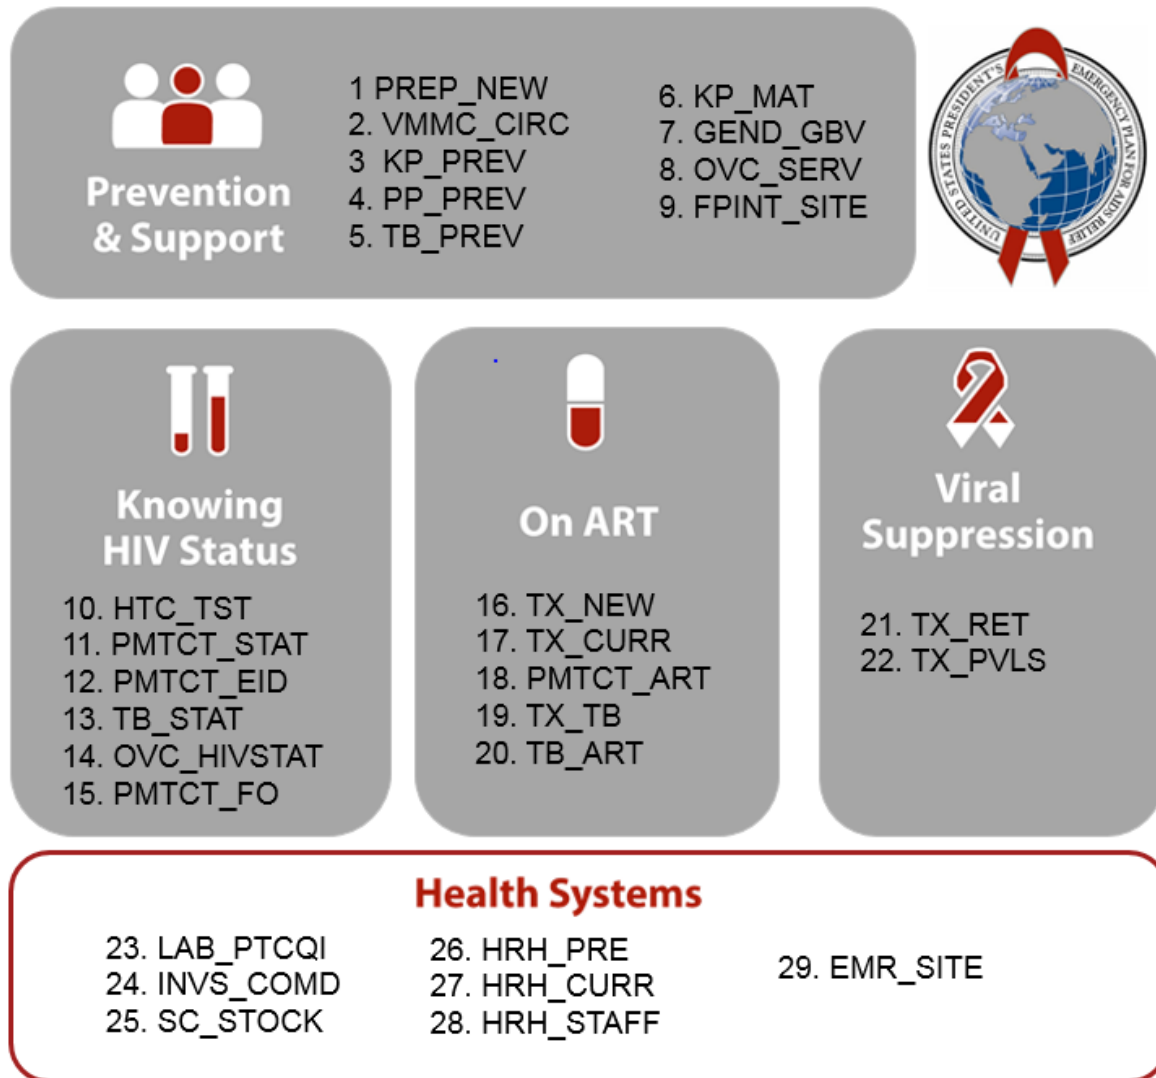 1 PREP_NEW
2. VMMC_CIRC
3 KP_PREV
4. PP_PREV
5. TB_PREV
6. KP_MAT
7. GEND_GBV
8. OVC_SERV
9. FPINT_SITE
Prevention
& Support
UNITED STATES PRESIDENT'S
EMERGENCY PLAN FOR AIDS RELIEF
Knowing
HIV Status
10. HTC_TST
11. PMTCT_STAT
12. PMTCT_EID
13. TB_STAT
14. OVC_HIVSTAT
15. PMTCT_FO
On ART
16. TX_NEW
17. TX_CURR
18. PMTCT_ART
19. TX_TB
20. TB_ART
Viral
Suppression
21. TX_RET
22. TX_PVLS
Health Systems
23. LAB_PTCQI
24. INVS_COMD
25. SC_STOCK
26. HRH_PRE
27. HRH_CURR
28. HRH_STAFF
29. EMR_SITE